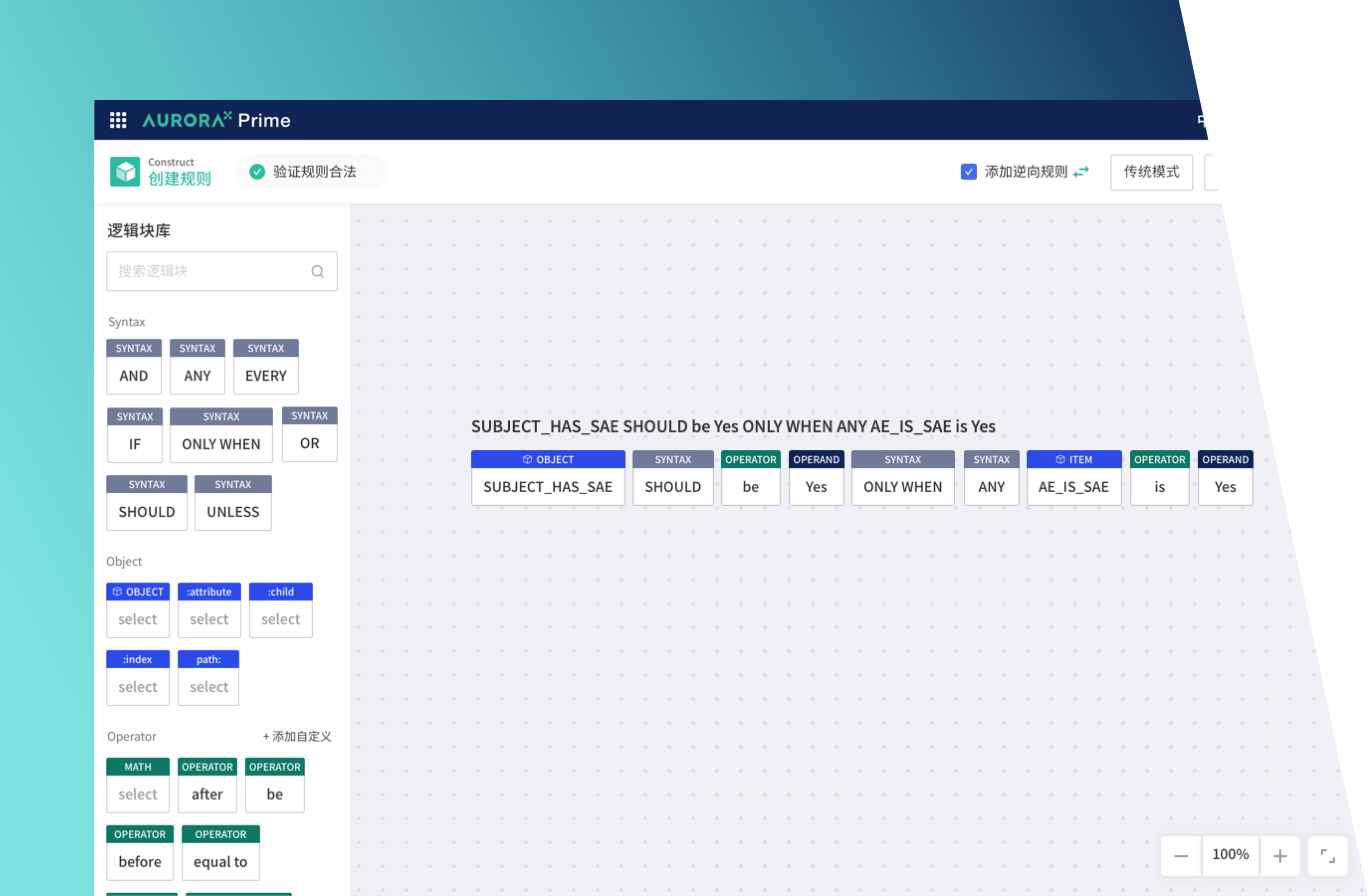 AURORA Prime
Construct
创建规则
验证规则合法
添加逆向规则
传统模式
逻辑块库
搜索逻辑块
Syntax
SYNTAX SYNTAX SYNTAX
AND ANY EVERY
SYNTAX SYNTAX SYNTAX
IF ONLY WHEN OR
SYNTAX SYNTAX
SHOULD UNLESS
Object
OBJECT :attribute :child
select select select
:index path:
select select
Operator + 添加自定义
MATH OPERATOR OPERATOR
select after be
OPERATOR OPERATOR
before equal to
SUBJECT_HAS_SAE SHOULD be Yes ONLY WHEN ANY AE_IS_SAE is Yes
OBJECT SYNTAX OPERATOR OPERAND SYNTAX SYNTAX ITEM OPERATOR OPERAND
SUBJECT_HAS_SAE SHOULD be Yes ONLY WHEN ANY AE_IS_SAE is Yes
100%